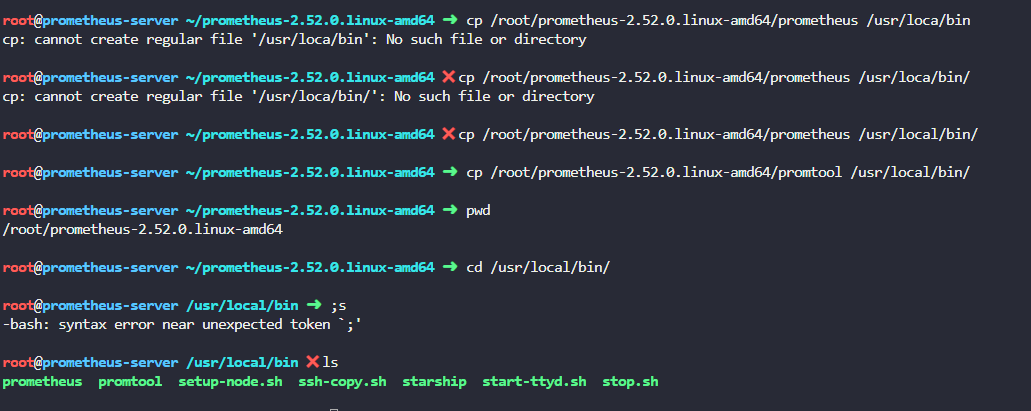 root@prometheus-server ~/prometheus-2.52.0.linux-amd64 ➜ cp /root/prometheus-2.52.0.linux-amd64/prometheus /usr/loca/bin
cp: cannot create regular file '/usr/loca/bin': No such file or directory
root@prometheus-server ~/prometheus-2.52.0.linux-amd64 ✖ cp /root/prometheus-2.52.0.linux-amd64/prometheus /usr/loca/bin/
cp: cannot create regular file '/usr/loca/bin/': No such file or directory
root@prometheus-server ~/prometheus-2.52.0.linux-amd64 ✖ cp /root/prometheus-2.52.0.linux-amd64/prometheus /usr/local/bin/
root@prometheus-server ~/prometheus-2.52.0.linux-amd64 ➜ cp /root/prometheus-2.52.0.linux-amd64/promtool /usr/local/bin/
root@prometheus-server ~/prometheus-2.52.0.linux-amd64 ➜ pwd
/root/prometheus-2.52.0.linux-amd64
root@prometheus-server ~/prometheus-2.52.0.linux-amd64 ➜ cd /usr/local/bin/
root@prometheus-server /usr/local/bin ➜ ;s
-bash: syntax error near unexpected token `;'
root@prometheus-server /usr/local/bin ✖ ls
prometheus promtool setup-node.sh ssh-copy.sh starship start-ttyd.sh stop.sh